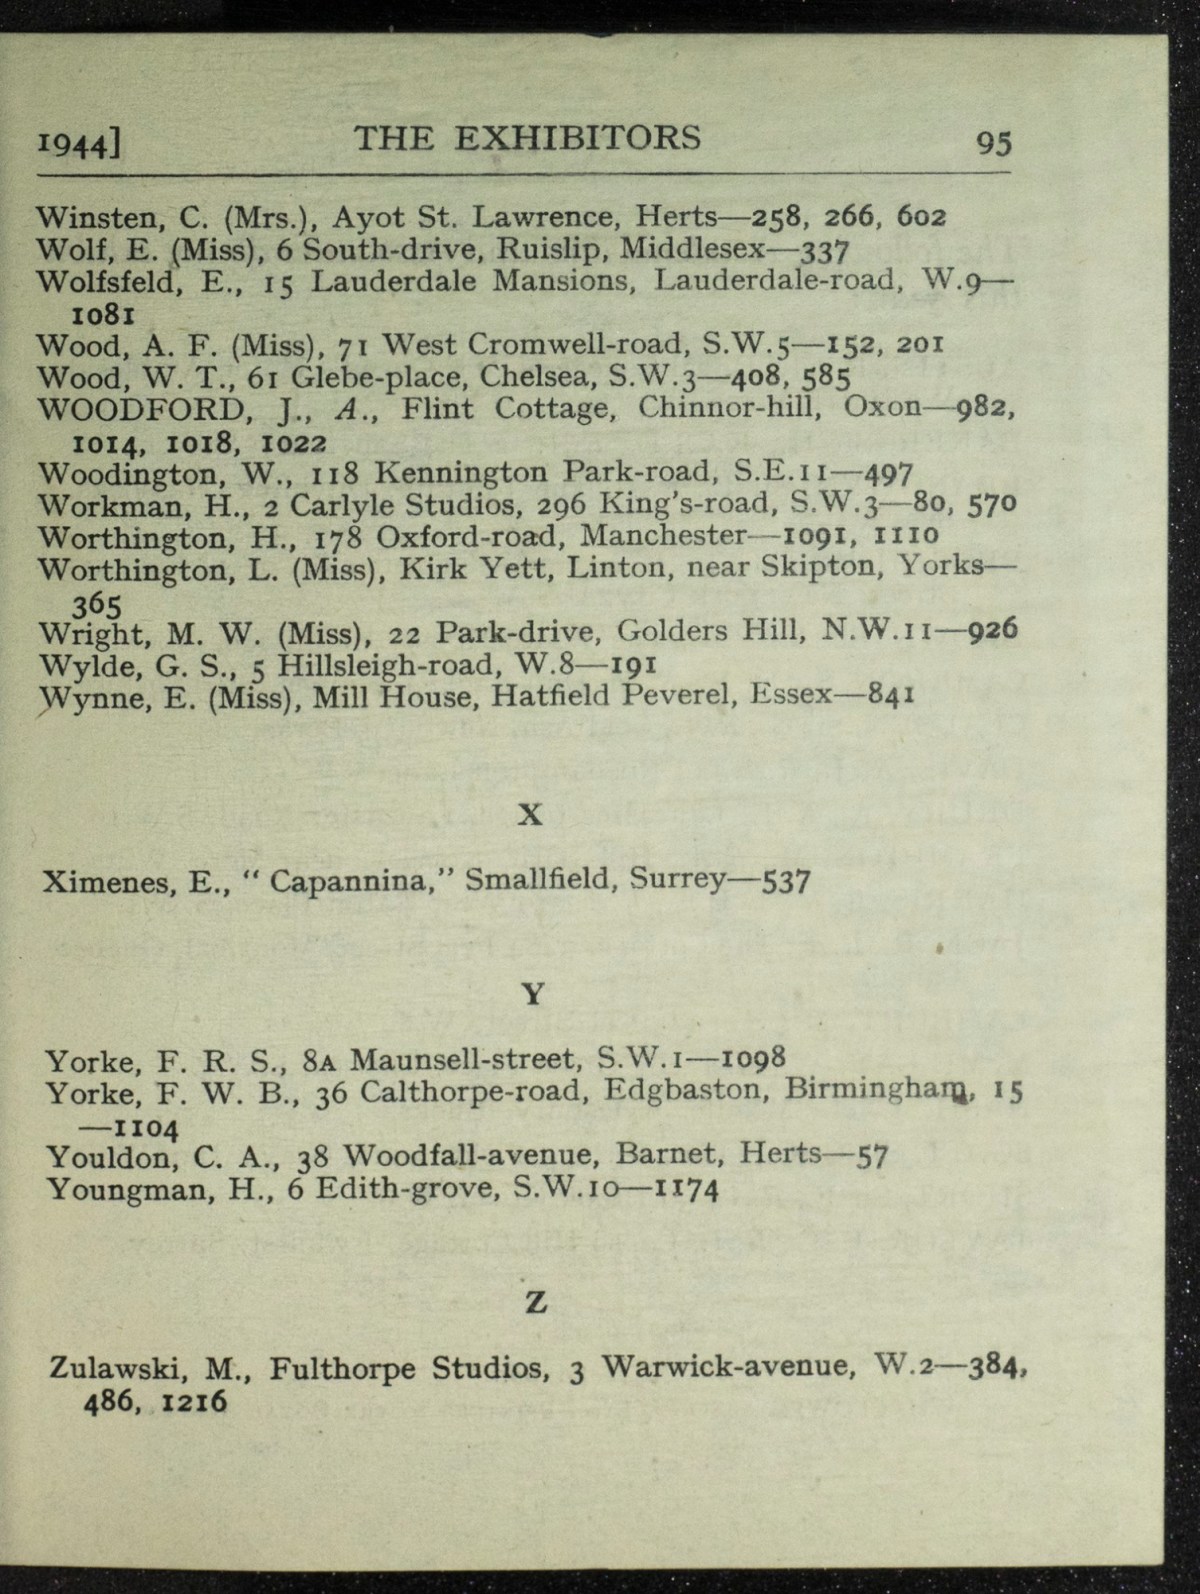 1944] THE EXHIBITORS 95
Winsten, C. (Mrs.), Ayot St. Lawrence, Herts—258, 266, 602
Wolf, E. (Miss), 6 South-drive, Ruislip, Middlesex—337
Wolfsfeld, E., 15 Lauderdale Mansions, Lauderdale-road, W.9—
1081
Wood, A. F. (Miss), 71 West Cromwell-road, S.W.5—152, 201
Wood, W. T., 61 Glebe-place, Chelsea, S.W.3—408, 585
WOODFORD, J., A., Flint Cottage, Chinnor-hill, Oxon—982,
1014, 1018, 1022
Woodington, W., 118 Kennington Park-road, S.E.11—497
Workman, H., 2 Carlyle Studios, 296 King's-road, S.W.3—80, 570
Worthington, H., 178 Oxford-road, Manchester—1091, 1110
Worthington, L. (Miss), Kirk Yett, Linton, near Skipton, Yorks—
365
Wright, M. W. (Miss), 22 Park-drive, Golders Hill, N.W.11—926
Wylde, G. S., 5 Hillsleigh-road, W.8—191
Wynne, E. (Miss), Mill House, Hatfield Peverel, Essex—841
X
Ximenes, E., “ Capannina,” Smallfield, Surrey—537
Y
Yorke, F. R. S., 8A Maunsell-street, S.W.1—1098
Yorke, F. W. B., 36 Calthorpe-road, Edgbaston, Birmingham, 15
—1104
Youldon, C. A., 38 Woodfall-avenue, Barnet, Herts—57
Youngman, H., 6 Edith-grove, S.W.10—1174
Z
Zulawski, M., Fulthorpe Studios, 3 Warwick-avenue, W.2—384,
486, 1216